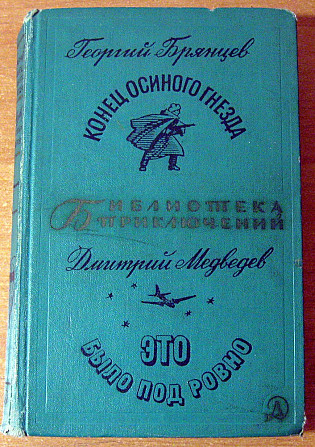 Георгий Брянцев
КОНЕЦ ОСИНОГО ГНЕЗДА
БИБЛИОТЕКА
ПРИКЛЮЧЕНИЙ
Дмитрий Медведев
ЭТО
БЫЛО ПОД РОВНО